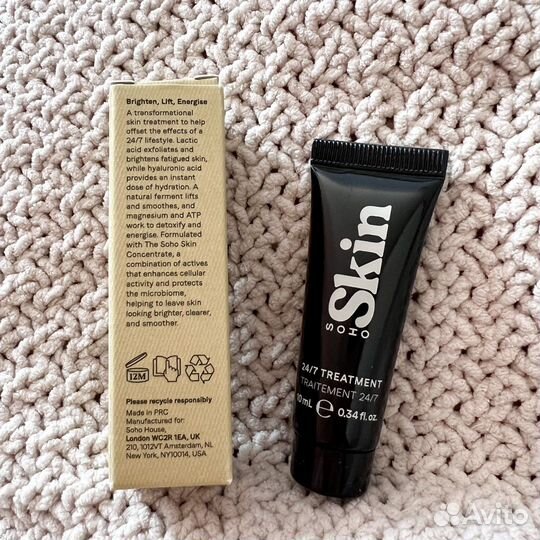 Brighten, Lift, Energise
A transformational
skin treatment to help
offset the effects of a
24/7 lifestyle. Lactic
acid exfoliates and
brightens fatigued skin,
while hyaluronic acid
provides an instant
dose of hydration. A
natural ferment lifts
and smoothes, and
magnesium and ATP
work to detoxify and
energise. Formulated
with The Soho Skin
Concentrate, a
combination of actives
that enhances cellular
activity and protects
the microbiome,
helping to leave skin
looking brighter, clearer,
and smoother.
12M
Please recycle responsibly
Made in PRC
Manufactured for:
Soho House,
London WC2R 1EA, UK
210, 1012VT Amsterdam, NL
New York, NY10014, USA
SOHO
Skin
24/7 TREATMENT
TRAITEMENT 24/7
10 mL e 0.34 fl. oz.
Avito